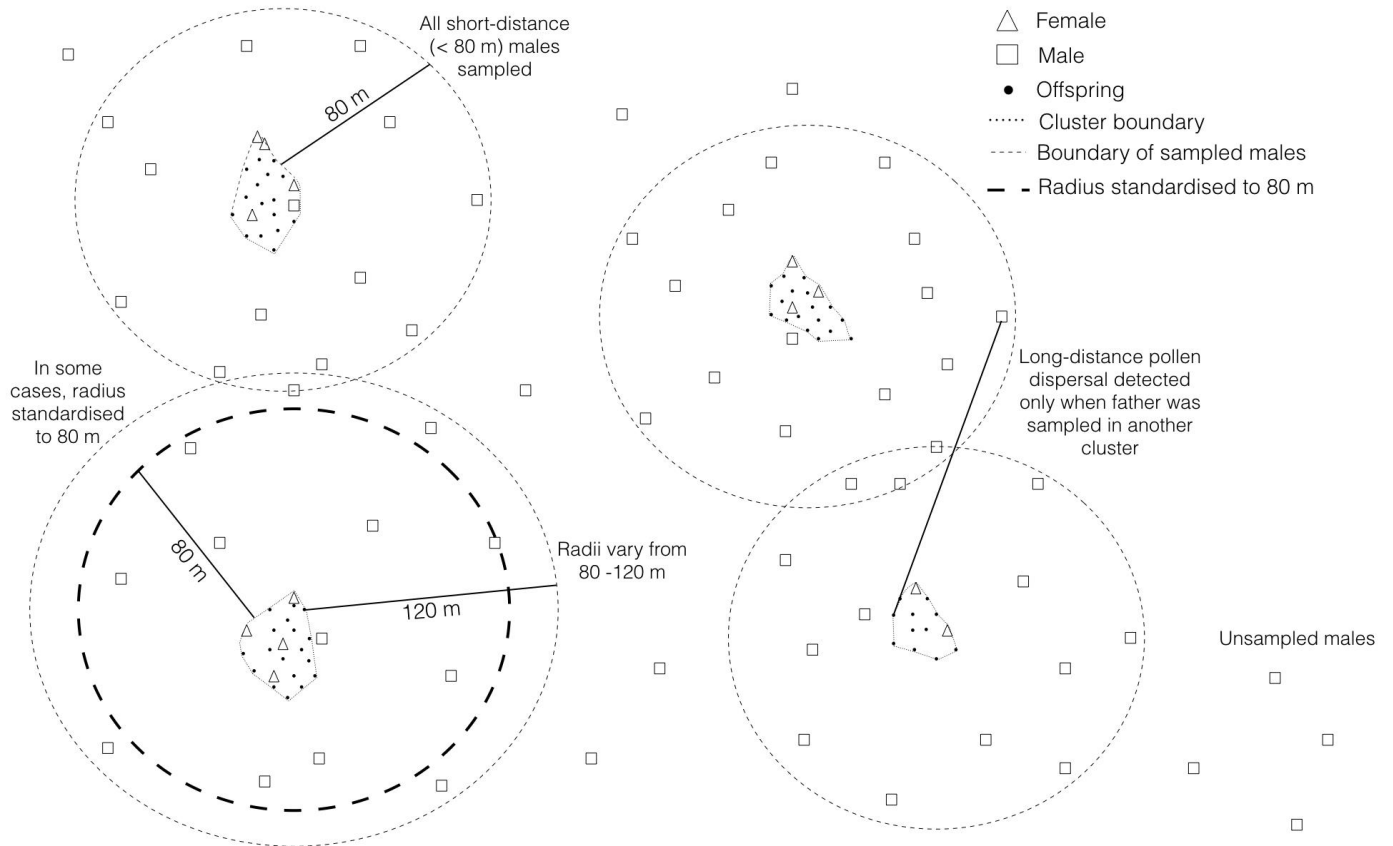 All short-distance
(< 80 m) males
sampled
80 m
Female
Male
Offspring
Cluster boundary
Boundary of sampled males
Radius standardised to 80 m
In some
cases, radius
standardised
to 80 m
80 m
Radii vary from
80 -120 m
120 m
Long-distance pollen
dispersal detected
only when father was
sampled in another
cluster
Unsampled males